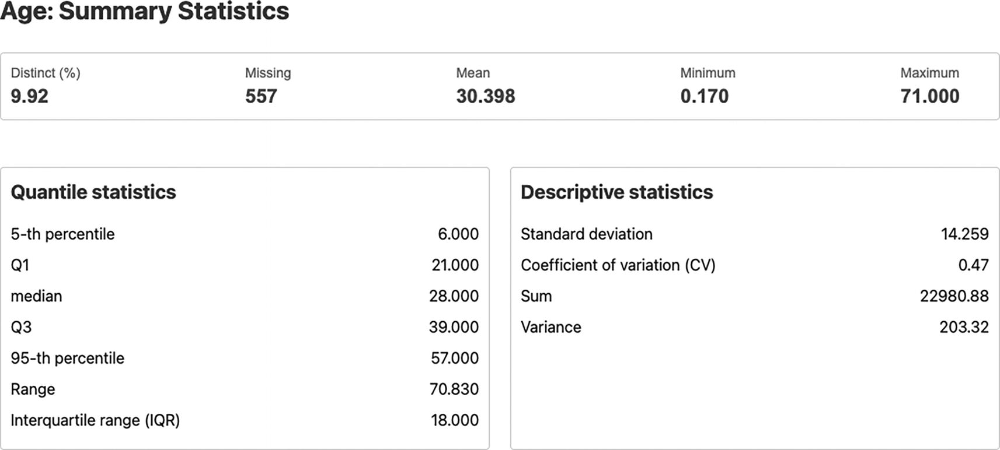 Age: Summary Statistics
Distinct (%) Missing Mean Minimum Maximum
9.92 557 30.398 0.170 71.000
Quantile statistics
5-th percentile 6.000
Q1 21.000
median 28.000
Q3 39.000
95-th percentile 57.000
Range 70.830
Interquartile range (IQR) 18.000
Descriptive statistics
Standard deviation 14.259
Coefficient of variation (CV) 0.47
Sum 22980.88
Variance 203.32